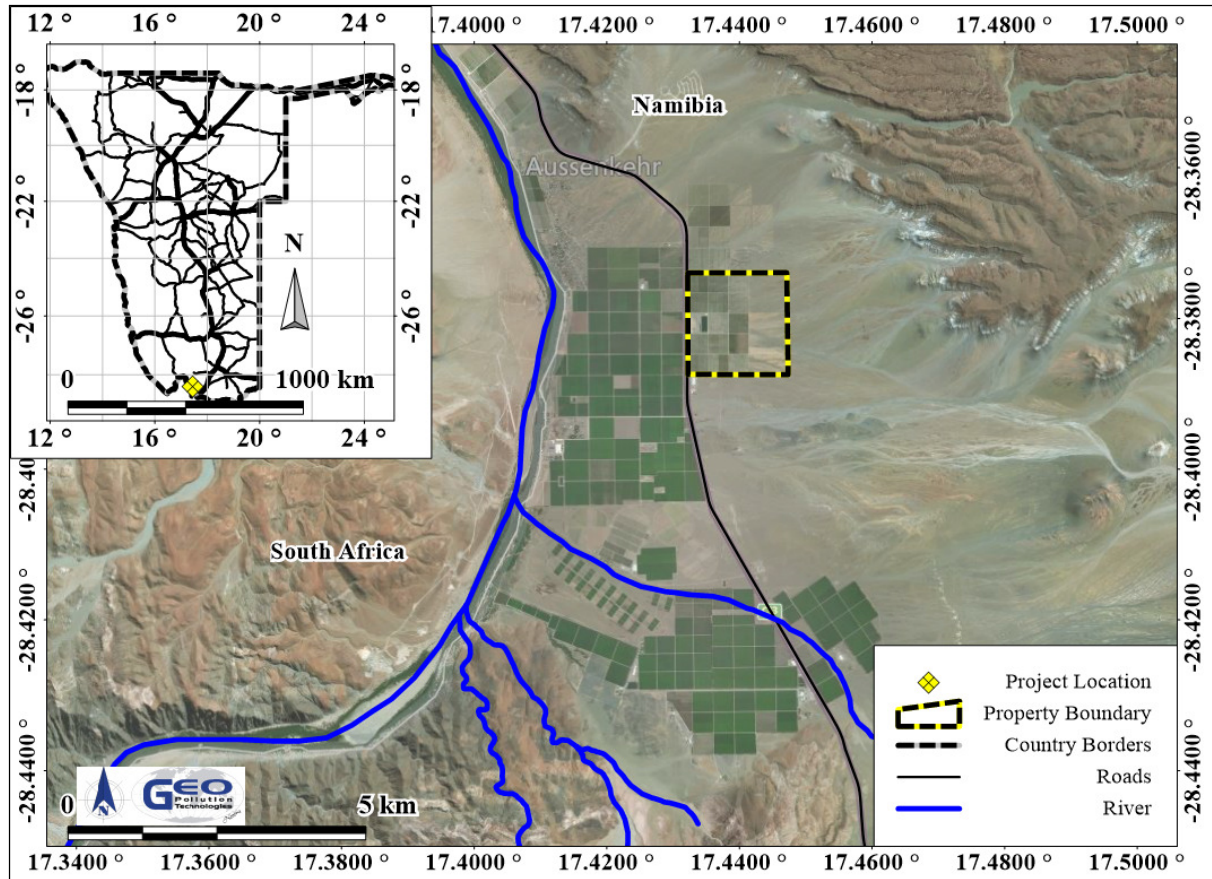 12 °
16 °
20 °
24 °
17.4000 °
17.4200 °
17.4400 °
17.4600 °
17.4800 °
17.5000 °
-18 °
-22 °
-26 °
-18 °
-22 °
-26 °
N
0
1000 km
12 °
16 °
20 °
24 °
Namibia
Aussenkehr
South Africa
-28.40
-28.4200 °
-28.4400 °
-28.3600 °
-28.3800 °
-28.4000 °
-28.4200 °
-28.4400 °
Project Location
Property Boundary
Country Borders
Roads
River
N
GEO
Pollution
Technologies
0
5 km
17.3400 °
17.3600 °
17.3800 °
17.4000 °
17.4200 °
17.4400 °
17.4600 °
17.4800 °
17.5000 °